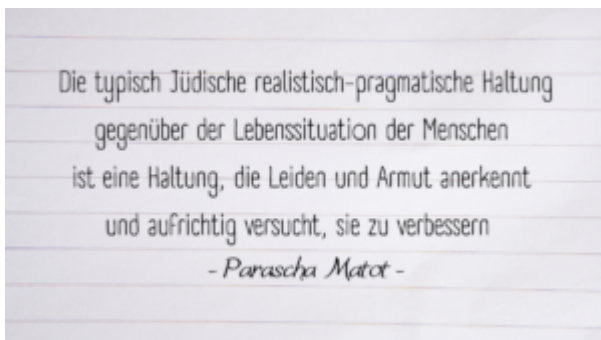 Die typisch Jüdische realistisch-pragmatische Haltung
gegenüber der Lebenssituation der Menschen
ist eine Haltung, die Leiden und Armut anerkennt
und aufrichtig versucht, sie zu verbessern
- Parascha Matot -